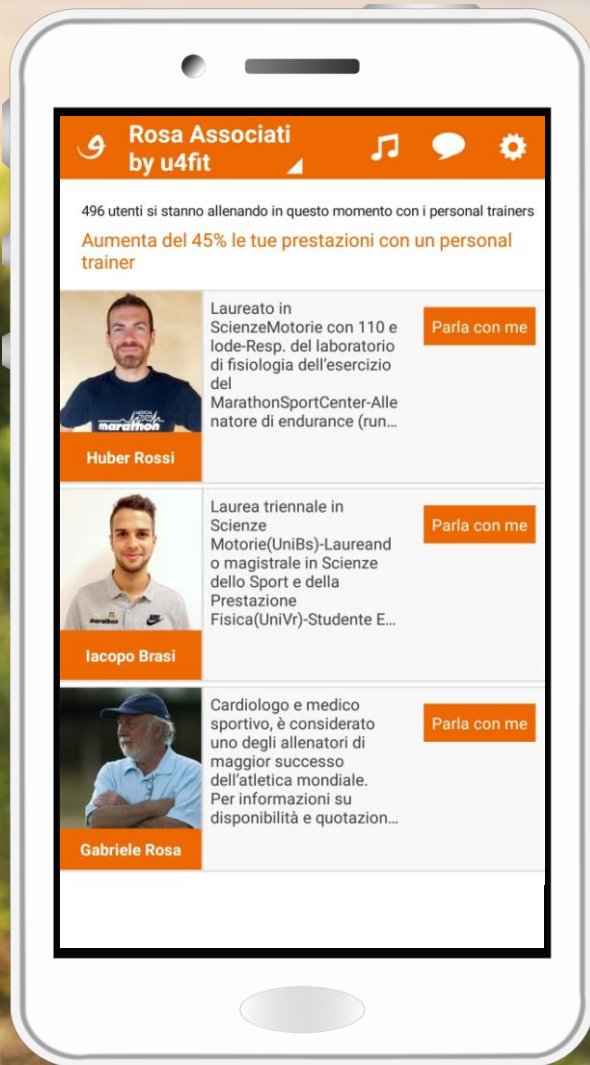 Rosa Associati
by u4fit
496 utenti si stanno allenando in questo momento con i personal trainers
Aumenta del 45% le tue prestazioni con un personal
trainer
Laureato in
ScienzeMotorie con 110 e
lode-Resp. del laboratorio
di fisiologia dell'esercizio
del
MarathonSportCenter-Alle
natore di endurance (run...
Parla con me
marathon
Huber Rossi
Laurea triennale in
Scienze
Motorie(UniBs)-Laureand
o magistrale in Scienze
dello Sport e della
Prestazione
Fisica(UniVr)-Studente E...
Parla con me
marathon
Iacopo Brasi
Cardiologo e medico
sportivo, è considerato
uno degli allenatori di
maggior successo
dell'atletica mondiale.
Per informazioni su
disponibilità e quotazion...
Parla con me
Gabriele Rosa